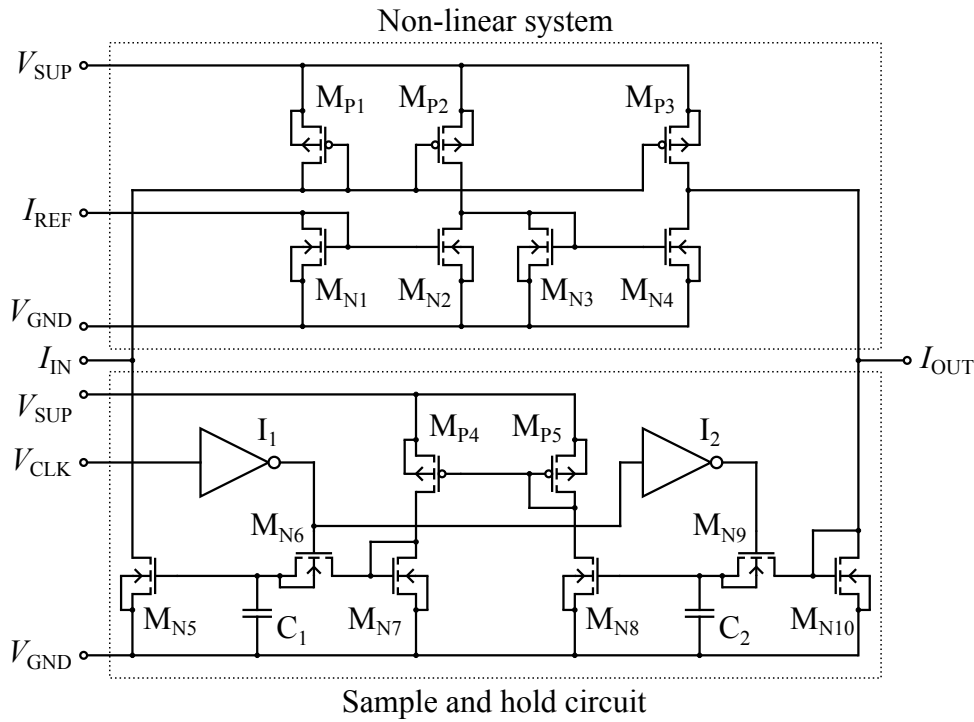 Non-linear system
V_SUP
M_P1
M_P2
M_P3
I_REF
M_N1
M_N2
M_N3
M_N4
V_GND
I_IN
I_OUT
V_SUP
V_CLK
I_1
M_P4
M_P5
I_2
M_N6
M_N9
M_N5
C_1
M_N7
M_N8
C_2
M_N10
V_GND
Sample and hold circuit